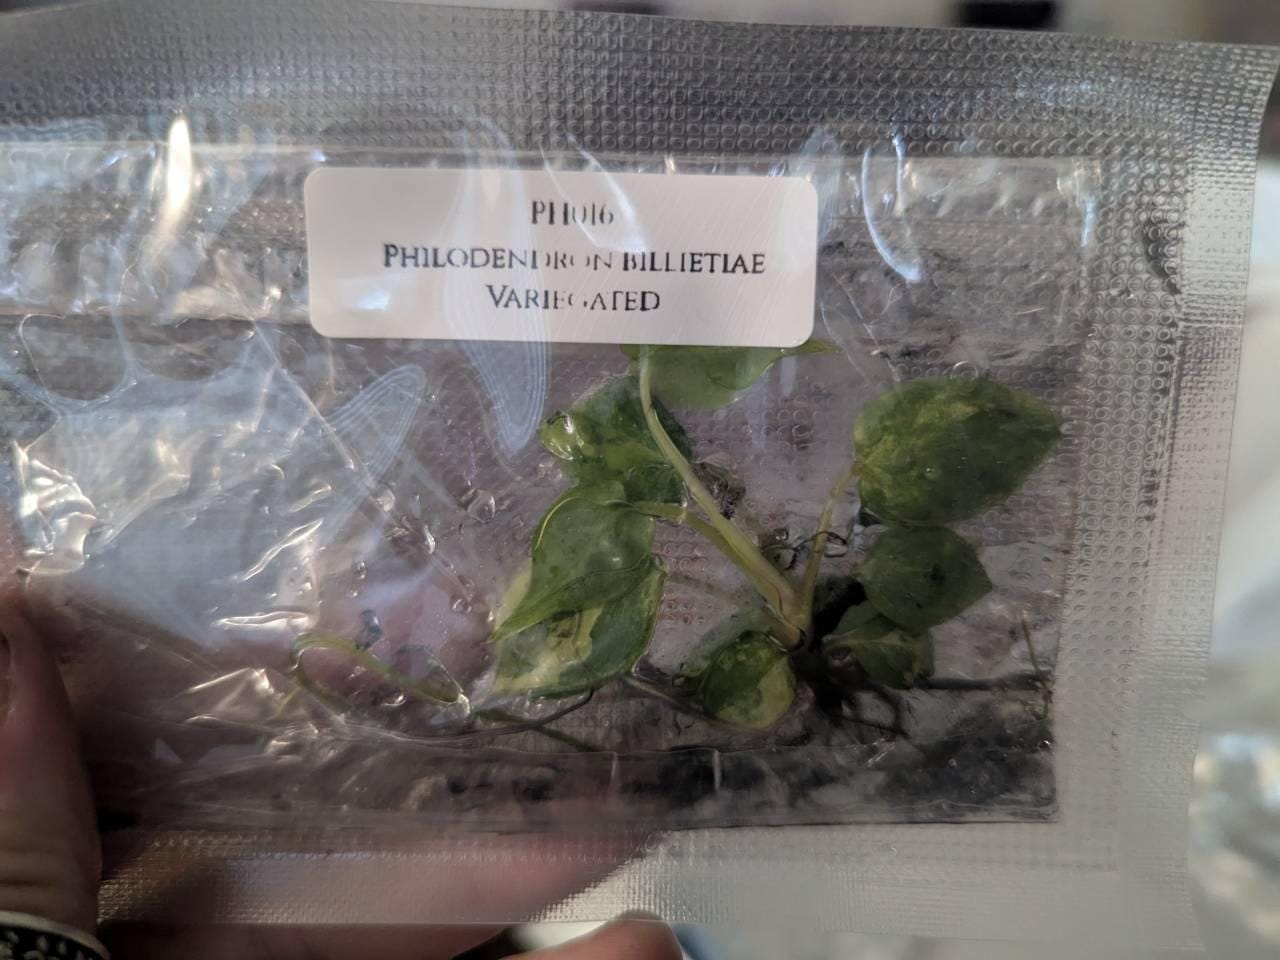 PH016
PHILODENDRON BILLIETIAE
VARIEGATED